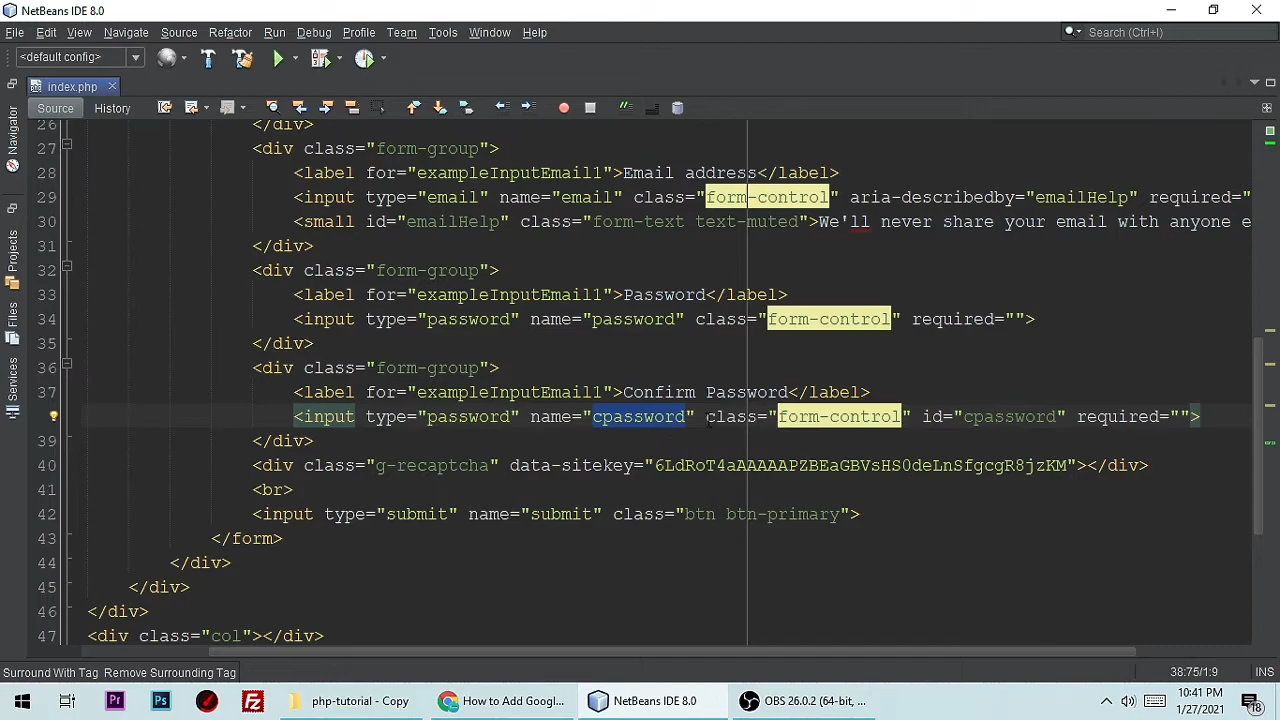 NetBeans IDE 8.0
File Edit View Navigate Source Refactor Run Debug Profile Team Tools Window Help
Search (Ctrl+I)
<default config>
index.php
Source History
Navigator
Projects
Files
Services
26 </div>
27 <div class="form-group">
28 <label for="exampleInputEmail1">Email address</label>
29 <input type="email" name="email" class="form-control" aria-describedby="emailHelp" required="
30 <small id="emailHelp" class="form-text text-muted">We'll never share your email with anyone e
31 </div>
32 <div class="form-group">
33 <label for="exampleInputEmail1">Password</label>
34 <input type="password" name="password" class="form-control" required="">
35 </div>
36 <div class="form-group">
37 <label for="exampleInputEmail1">Confirm Password</label>
<input type="password" name="cpassword" class="form-control" id="cpassword" required="">
39 </div>
40 <div class="g-recaptcha" data-sitekey="6LdRoT4aAAAAAPZBEaGBVsHS0deLnSfgcgR8jzKM"></div>
41 <br>
42 <input type="submit" name="submit" class="btn btn-primary">
43 </form>
44 </div>
45 </div>
46 </div>
47 <div class="col"></div>
Surround With Tag Remove Surrounding Tag
38:75/1:9 INS
Pr Ps php-tutorial - Copy How to Add Googl... NetBeans IDE 8.0 OBS 26.0.2 (64-bit, ...
10:41 PM
1/27/2021
18